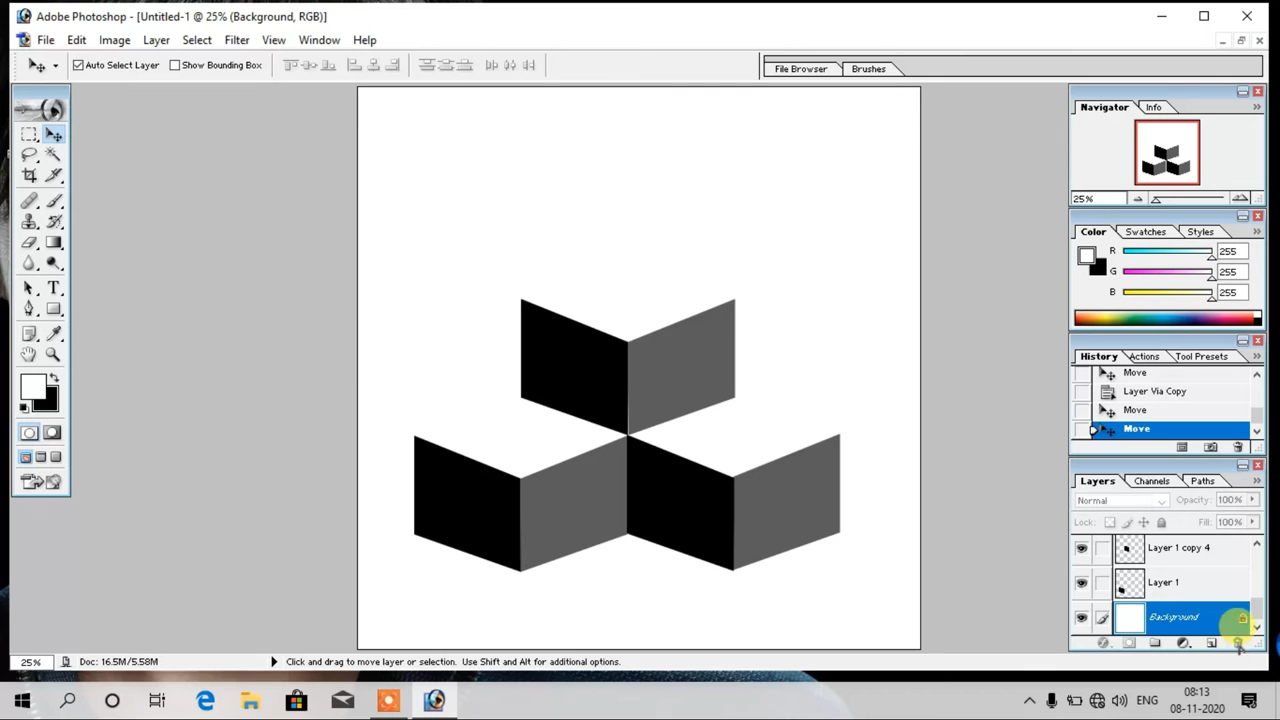 Adobe Photoshop - [Untitled-1 @ 25% (Background, RGB)]
File Edit Image Layer Select Filter View Window Help
Auto Select Layer Show Bounding Box File Browser Brushes
Navigator Info
25%
Color Swatches Styles
R 255
G 255
B 255
History Actions Tool Presets
Move
Layer Via Copy
Move
Move
Layers Channels Paths
Normal Opacity: 100%
Lock: Fill: 100%
Layer 1 copy 4
Layer 1
Background
25% Doc: 16.5M/5.58M Click and drag to move layer or selection. Use Shift and Alt for additional options.
ENG
08:13
08-11-2020